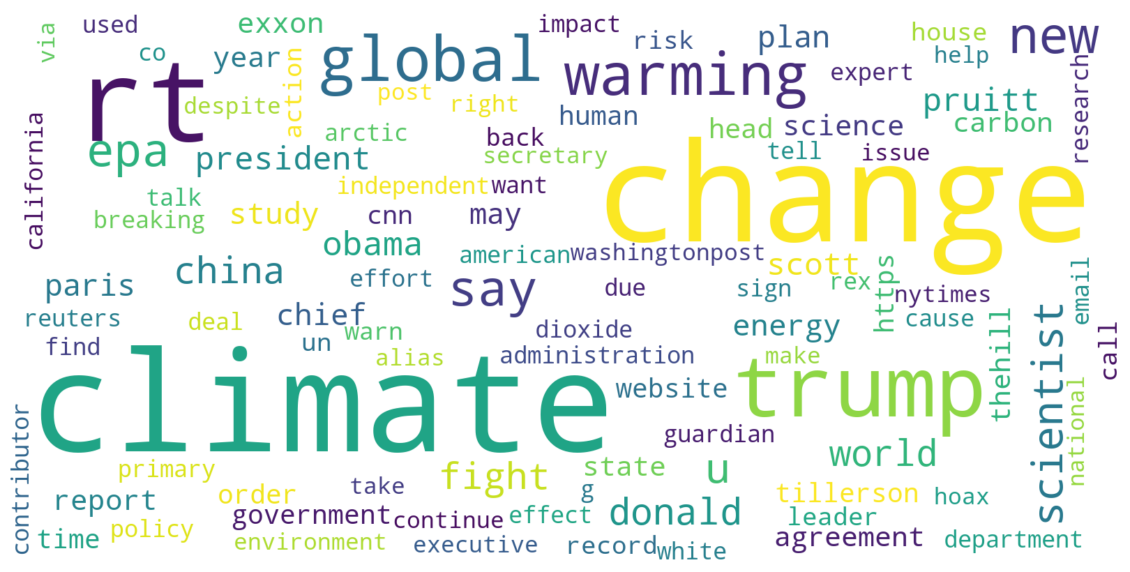 via
used
co
exxon
year
despite
action
rt
global
post
right
impact
risk
plan
house
help
new
warming
expert
research
california
epa
president
arctic
back
human
secretary
head
science
pruitt
carbon
tell
issue
talk
breaking
study
independent
want
cnn
may
change
obama
american
washingtonpost
scott
paris
china
effort
say
due
sign
rex
https
nytimes
email
reuters
deal
chief
warn
un
dioxide
energy
cause
find
alias
administration
make
thehill
scientist
call
climate
website
trump
national
contributor
guardian
primary
fight
state
u
world
report
order
take
g
tillerson
hoax
time
policy
government
continue
effect
donald
leader
environment
executive
record
white
agreement
department